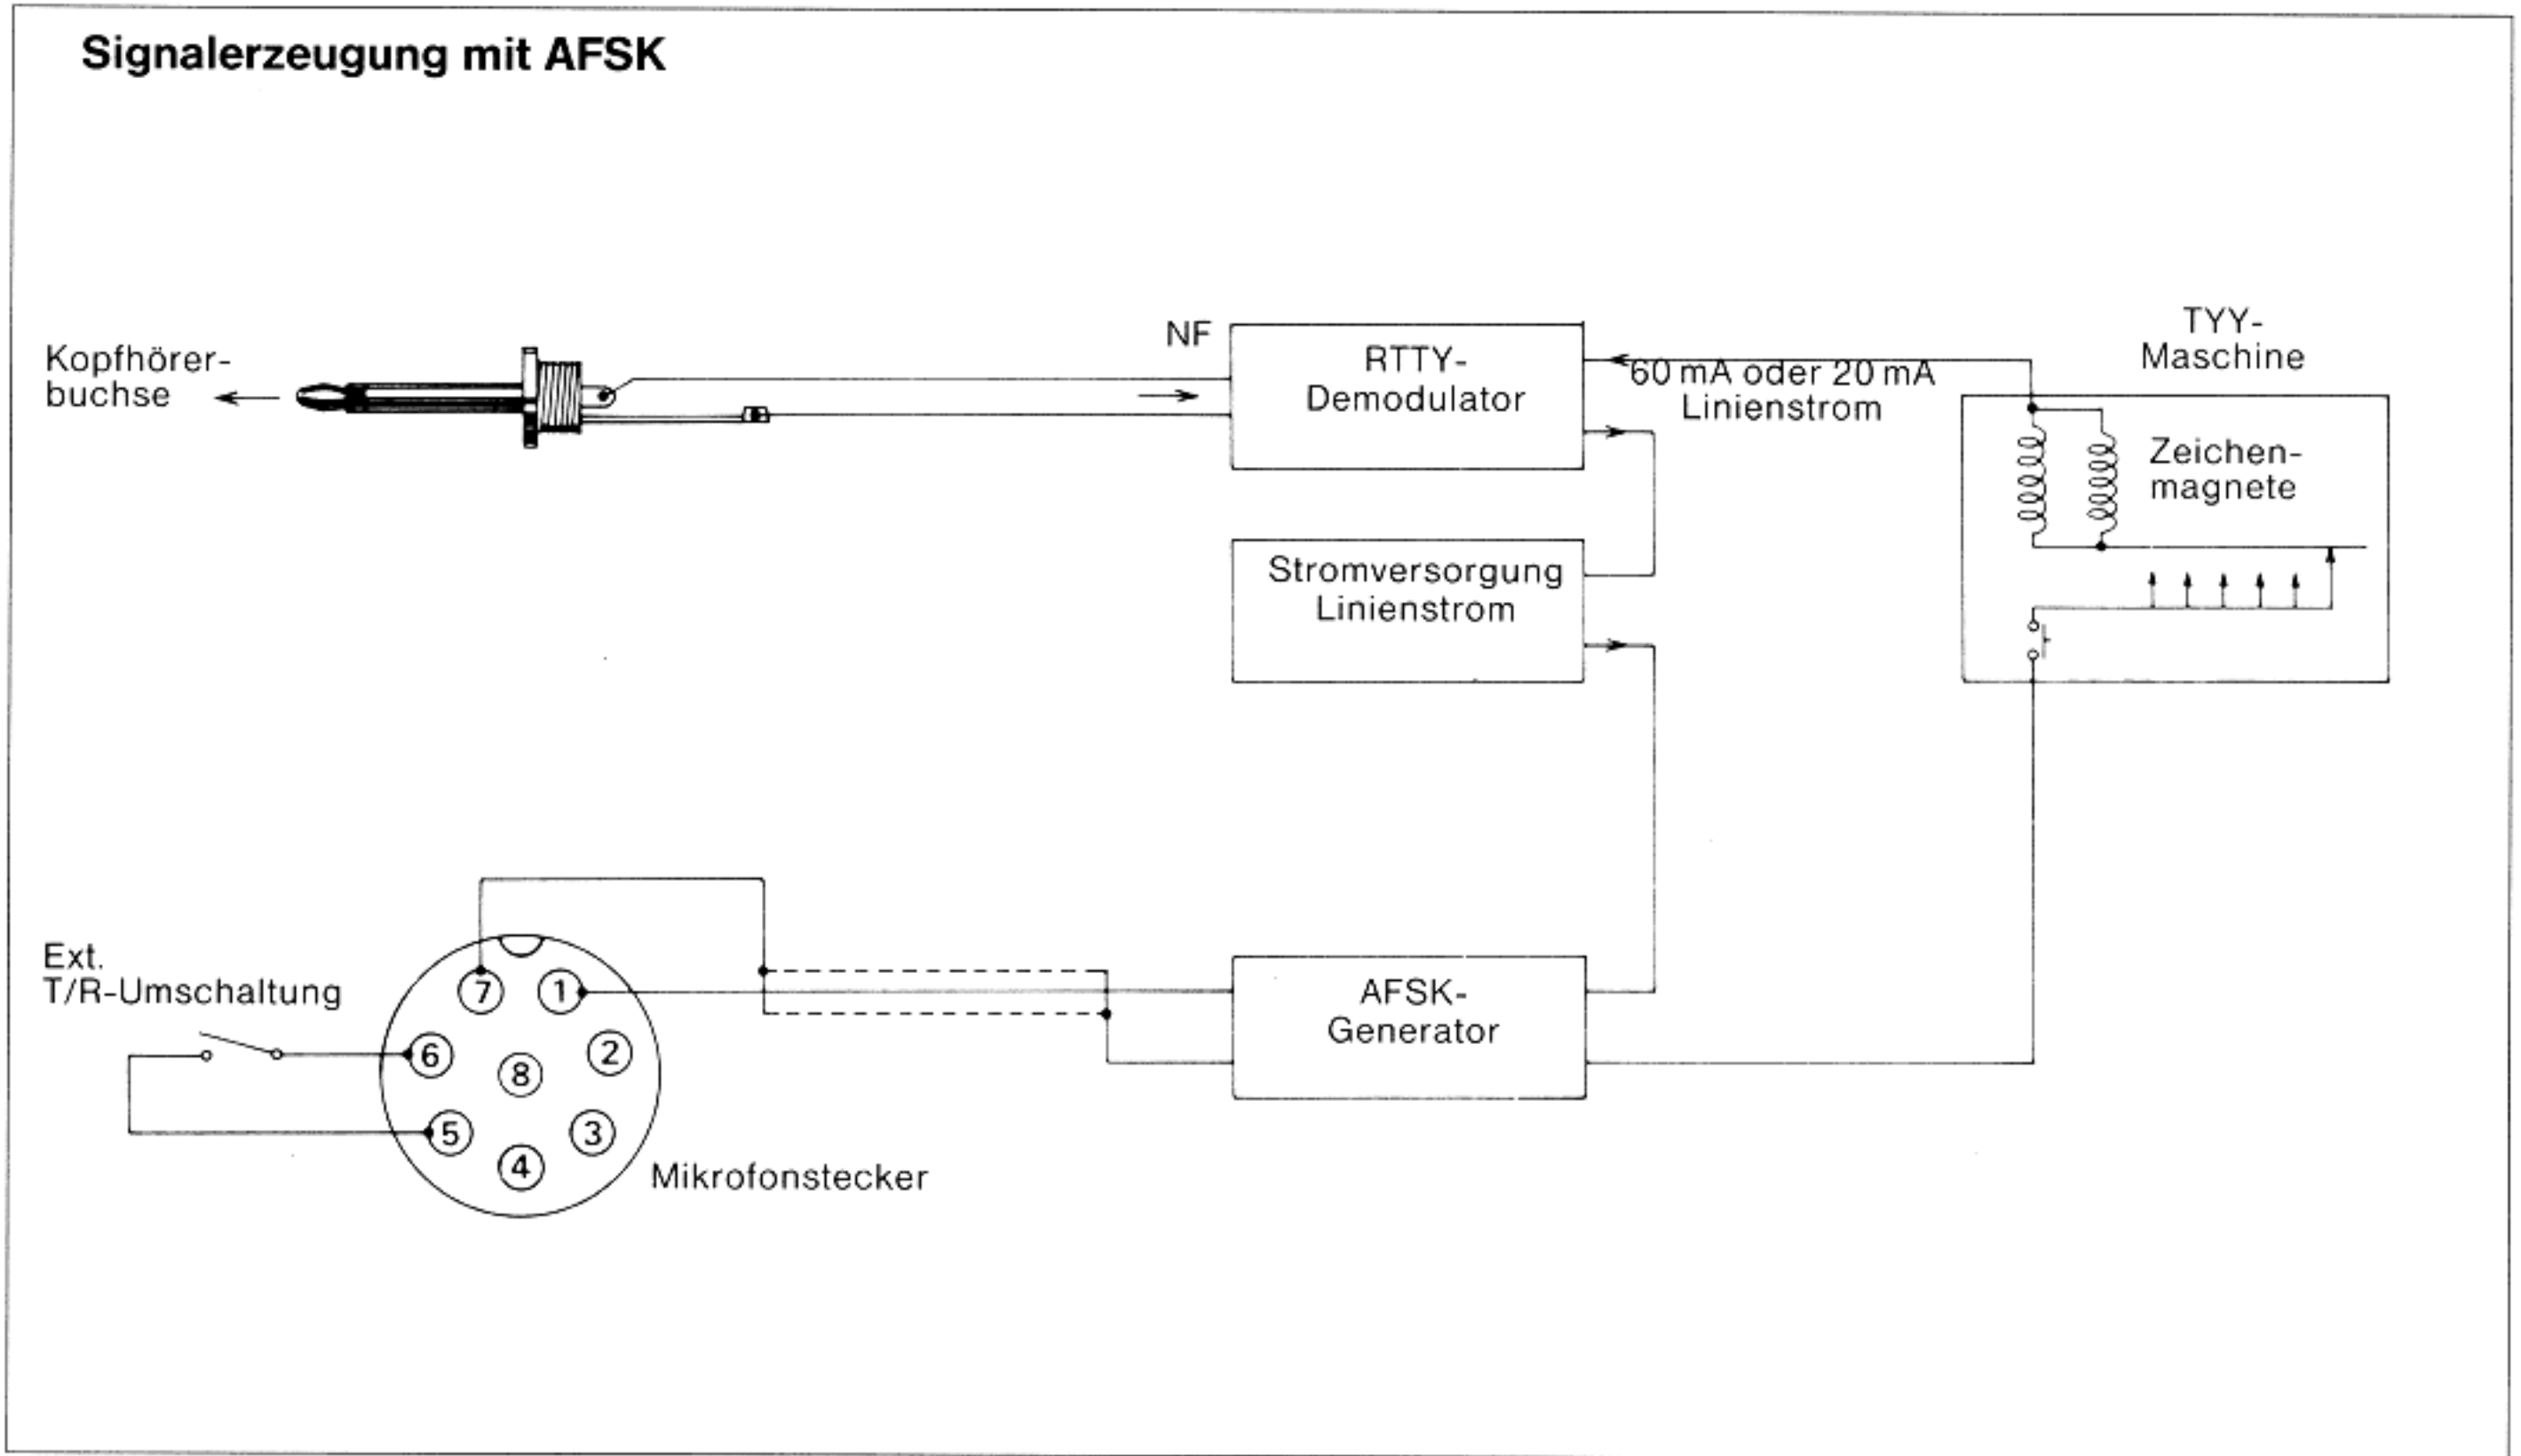 Signalerzeugung mit AFSK
Kopfhörer-
buchse
NF
RTTY-
Demodulator
60 mA oder 20 mA
Linienstrom
TYY-
Maschine
Zeichen-
magnete
Stromversorgung
Linienstrom
Ext.
T/R-Umschaltung
7
1
6
2
8
5
3
4
Mikrofonstecker
AFSK-
Generator